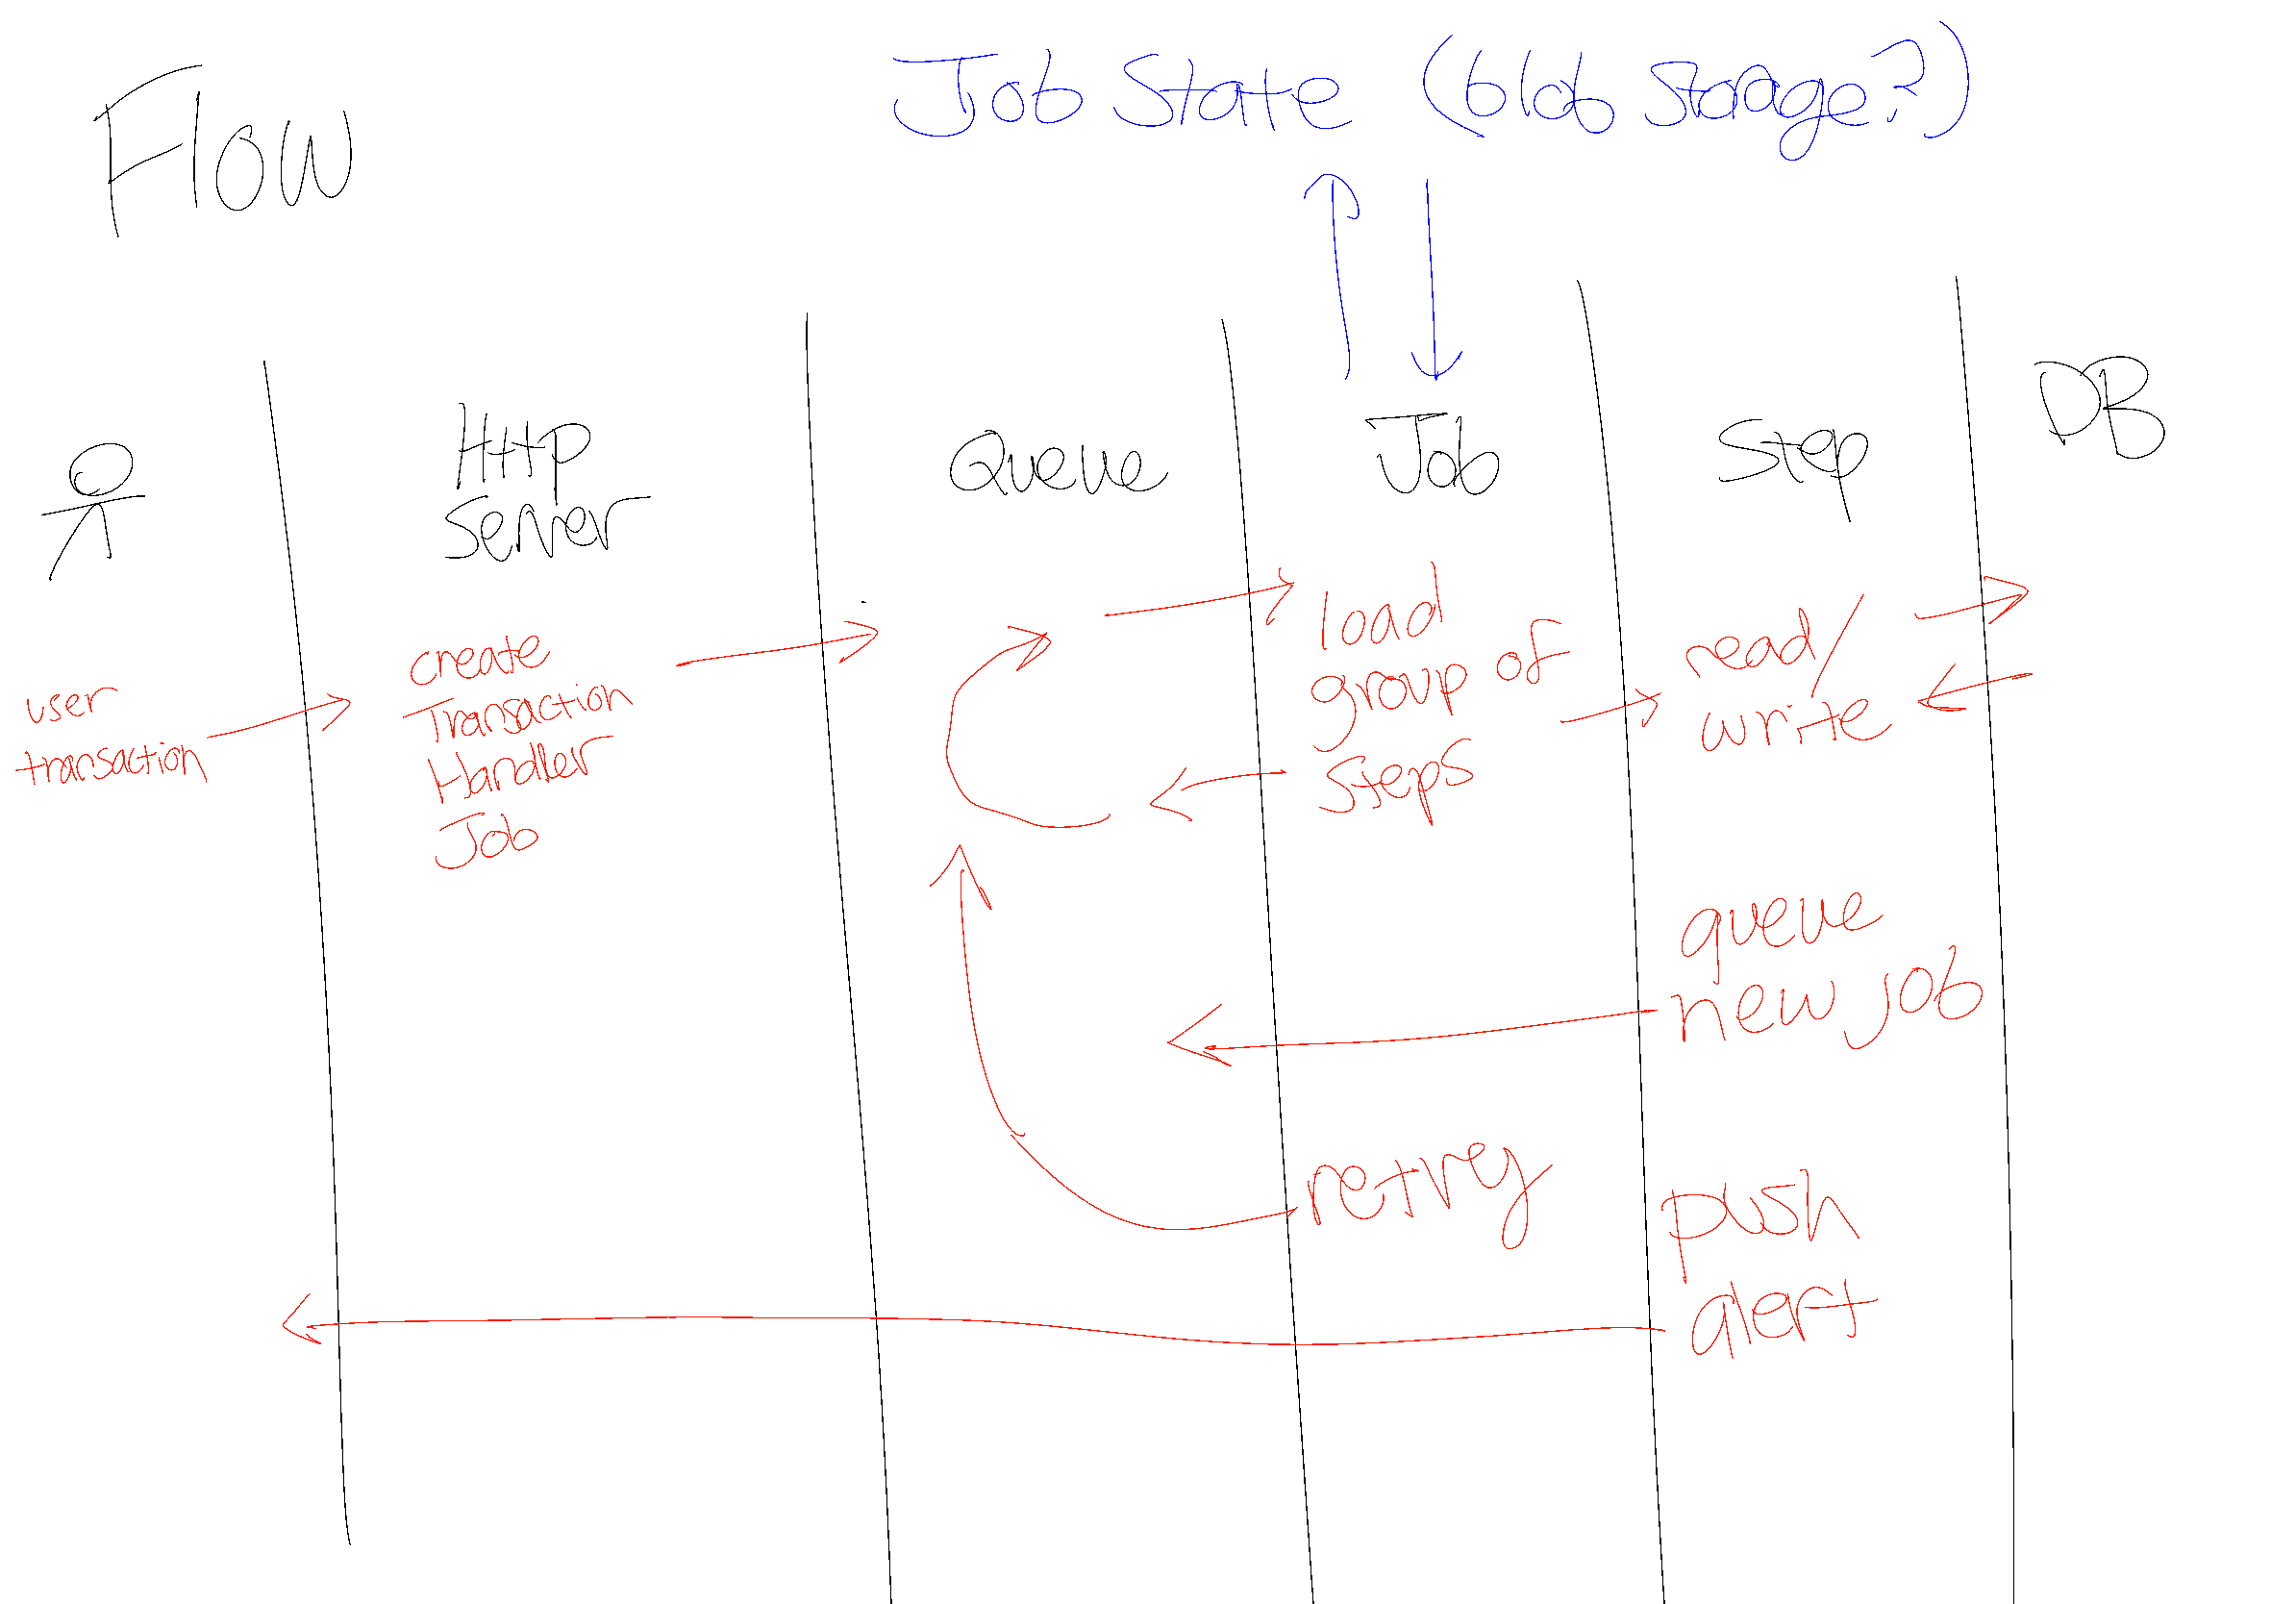 Flow
Job State (blob storage?)
Http
Server
Queue
Job
Step
DB
user
transaction
create
Transaction
Handler
Job
load
group of
steps
read/
write
queue
new job
retry
push
alert